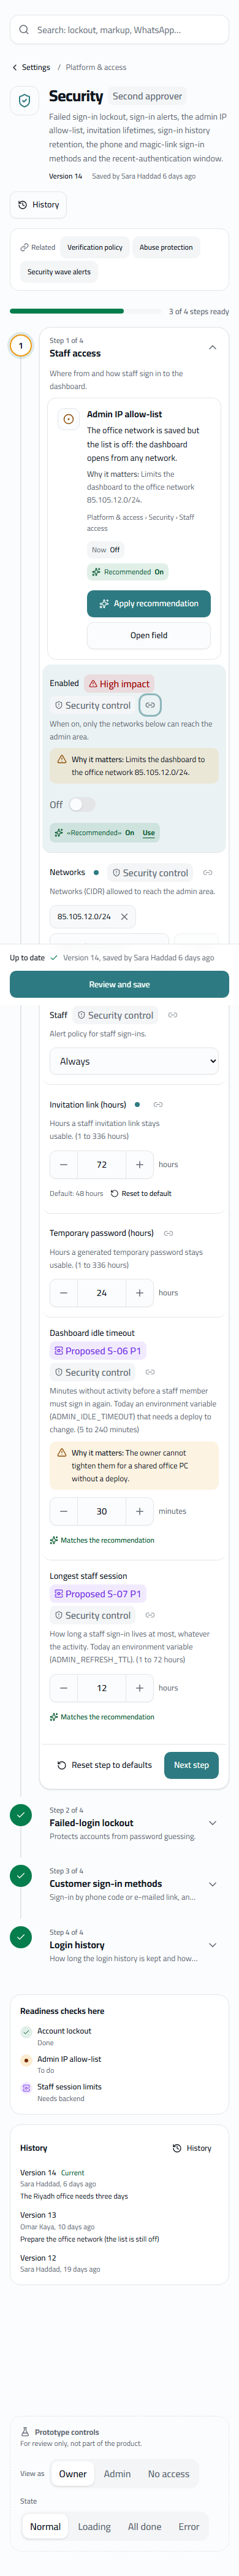 Search: lockout, markup, WhatsApp...
Settings / Platform & access
Security Second approver
Failed sign-in lockout, sign-in alerts, the admin IP
allow-list, invitation lifetimes, sign-in history
retention, the phone and magic-link sign-in
methods and the recent-authentication window.
Version 14 Saved by Sara Haddad 6 days ago
History
Related Verification policy Abuse protection
Security wave alerts
3 of 4 steps ready
1
Step 1 of 4
Staff access
Where from and how staff sign in to the
dashboard.
Admin IP allow-list
The office network is saved but
the list is off: the dashboard
opens from any network.
Why it matters: Limits the
dashboard to the office network
85.105.12.0/24.
Platform & access › Security › Staff
access
Now Off
Recommended On
Apply recommendation
Open field
Enabled High impact
Security control
When on, only the networks below can reach the
admin area.
Why it matters: Limits the dashboard to
the office network 85.105.12.0/24.
Off
«Recommended» On Use
Networks Security control
Networks (CIDR) allowed to reach the admin area.
85.105.12.0/24
Up to date Version 14, saved by Sara Haddad 6 days ago
Review and save
Staff Security control
Alert policy for staff sign-ins.
Always
Invitation link (hours)
Hours a staff invitation link stays
usable. (1 to 336 hours)
72 hours
Default: 48 hours Reset to default
Temporary password (hours)
Hours a generated temporary password stays
usable. (1 to 336 hours)
24 hours
Dashboard idle timeout
Proposed S-06 P1
Security control
Minutes without activity before a staff member
must sign in again. Today an environment variable
(ADMIN_IDLE_TIMEOUT) that needs a deploy to
change. (5 to 240 minutes)
Why it matters: The owner cannot
tighten them for a shared office PC
without a deploy.
30 minutes
Matches the recommendation
Longest staff session
Proposed S-07 P1
Security control
How long a staff sign-in lives at most, whatever
the activity. Today an environment variable
(ADMIN_REFRESH_TTL). (1 to 72 hours)
12 hours
Matches the recommendation
Reset step to defaults Next step
Step 2 of 4
Failed-login lockout
Protects accounts from password guessing.
Step 3 of 4
Customer sign-in methods
Sign-in by phone code or e-mailed link, an...
Step 4 of 4
Login history
How long the login history is kept and how...
Readiness checks here
Account lockout
Done
Admin IP allow-list
To do
Staff session limits
Needs backend
History History
Version 14 Current
Sara Haddad, 6 days ago
The Riyadh office needs three days
Version 13
Omar Kaya, 10 days ago
Prepare the office network (the list is still off)
Version 12
Sara Haddad, 19 days ago
Prototype controls
For review only, not part of the product.
View as Owner Admin No access
State
Normal Loading All done Error